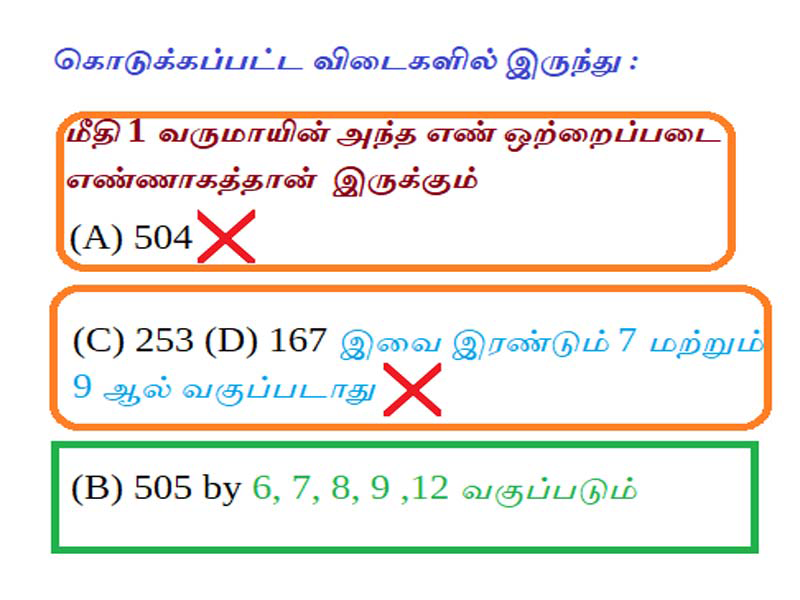 கொடுக்கப்பட்ட விடைகளில் இருந்து :
மீதி 1 வருமாயின் அந்த எண் ஒற்றைப்படை
எண்ணாகத்தான் இருக்கும்
(A) 504
(C) 253 (D) 167 இவை இரண்டும் 7 மற்றும்
9 ஆல் வகுப்படாது
(B) 505 by 6, 7, 8, 9 ,12 வகுப்படும்